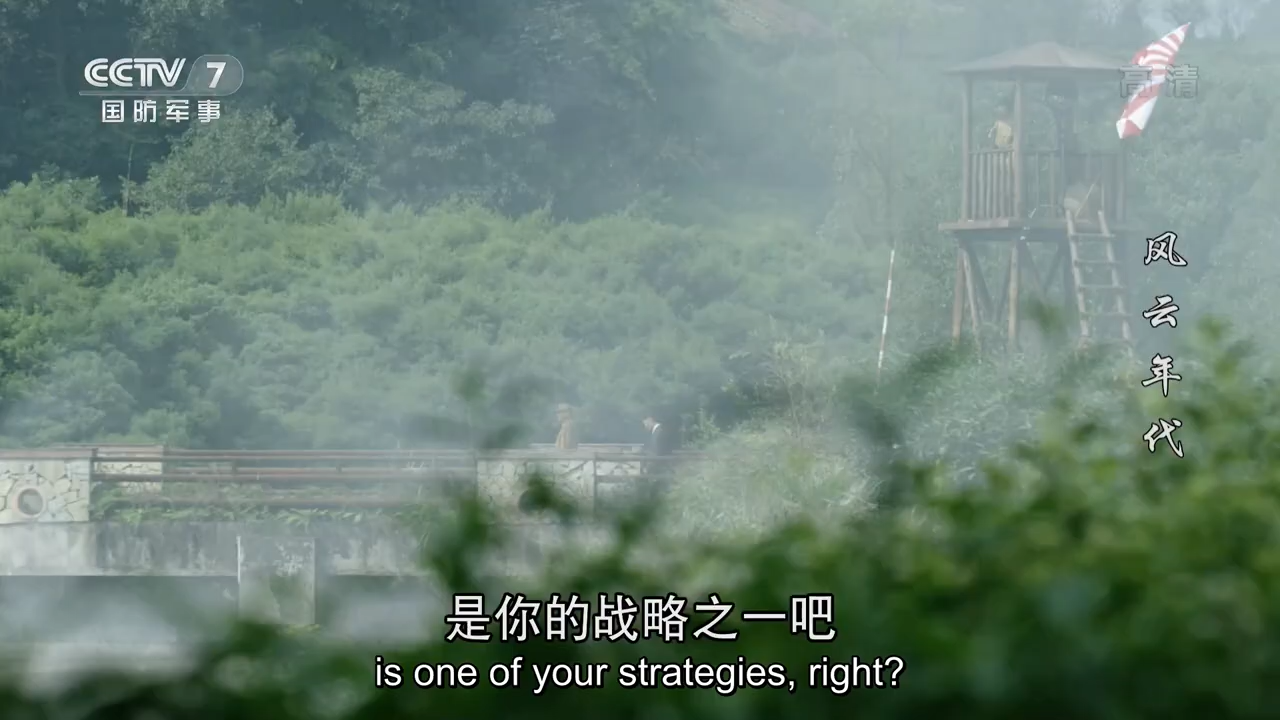 CCTV 7
国防军事
高清
风云年代
是你的战略之一吧
is one of your strategies, right?